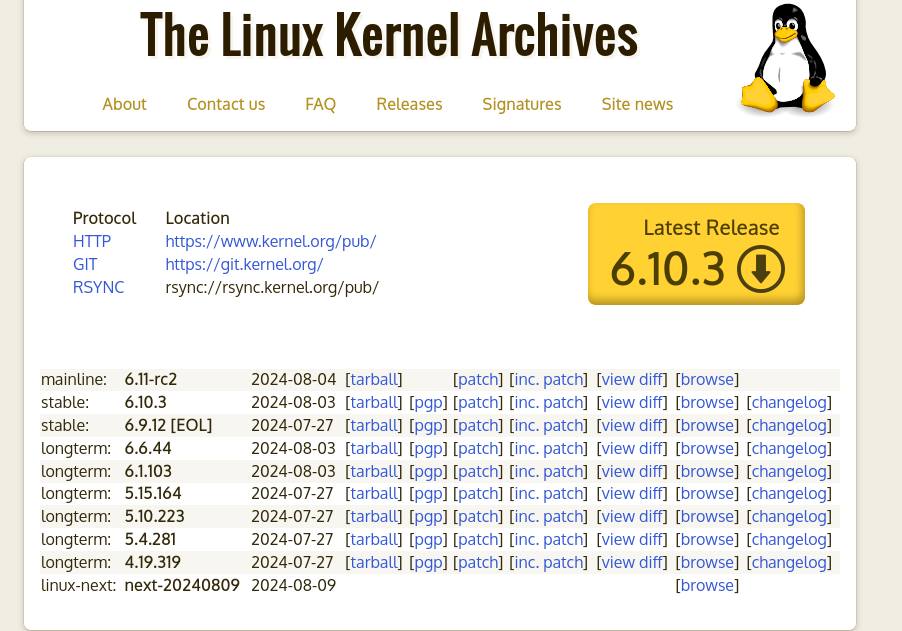 The Linux Kernel Archives
About Contact us FAQ Releases Signatures Site news
Protocol Location
HTTP https://www.kernel.org/pub/
GIT https://git.kernel.org/
RSYNC rsync://rsync.kernel.org/pub/
Latest Release
6.10.3
mainline: 6.11-rc2 2024-08-04 [tarball] [patch] [inc. patch] [view diff] [browse]
stable: 6.10.3 2024-08-03 [tarball] [pgp] [patch] [inc. patch] [view diff] [browse] [changelog]
stable: 6.9.12 [EOL] 2024-07-27 [tarball] [pgp] [patch] [inc. patch] [view diff] [browse] [changelog]
longterm: 6.6.44 2024-08-03 [tarball] [pgp] [patch] [inc. patch] [view diff] [browse] [changelog]
longterm: 6.1.103 2024-08-03 [tarball] [pgp] [patch] [inc. patch] [view diff] [browse] [changelog]
longterm: 5.15.164 2024-07-27 [tarball] [pgp] [patch] [inc. patch] [view diff] [browse] [changelog]
longterm: 5.10.223 2024-07-27 [tarball] [pgp] [patch] [inc. patch] [view diff] [browse] [changelog]
longterm: 5.4.281 2024-07-27 [tarball] [pgp] [patch] [inc. patch] [view diff] [browse] [changelog]
longterm: 4.19.319 2024-07-27 [tarball] [pgp] [patch] [inc. patch] [view diff] [browse] [changelog]
linux-next: next-20240809 2024-08-09 [browse]